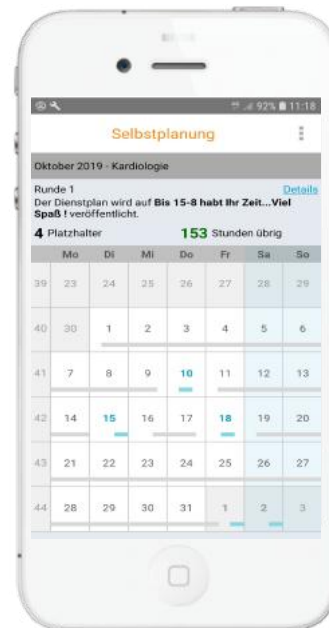 92% 11:18
Selbstplanung
Oktober 2019 - Kardiologie
Runde 1 Details
Der Dienstplan wird auf Bis 15-8 habt Ihr Zeit...Viel
Spaß ! veröffentlicht.
4 Platzhalter 153 Stunden übrig
Mo Di Mi Do Fr Sa So
39 23 24 25 26 27 28 29
40 30 1 2 3 4 5 6
41 7 8 9 10 11 12 13
42 14 15 16 17 18 19 20
43 21 22 23 24 25 26 27
44 28 29 30 31 1 2 3